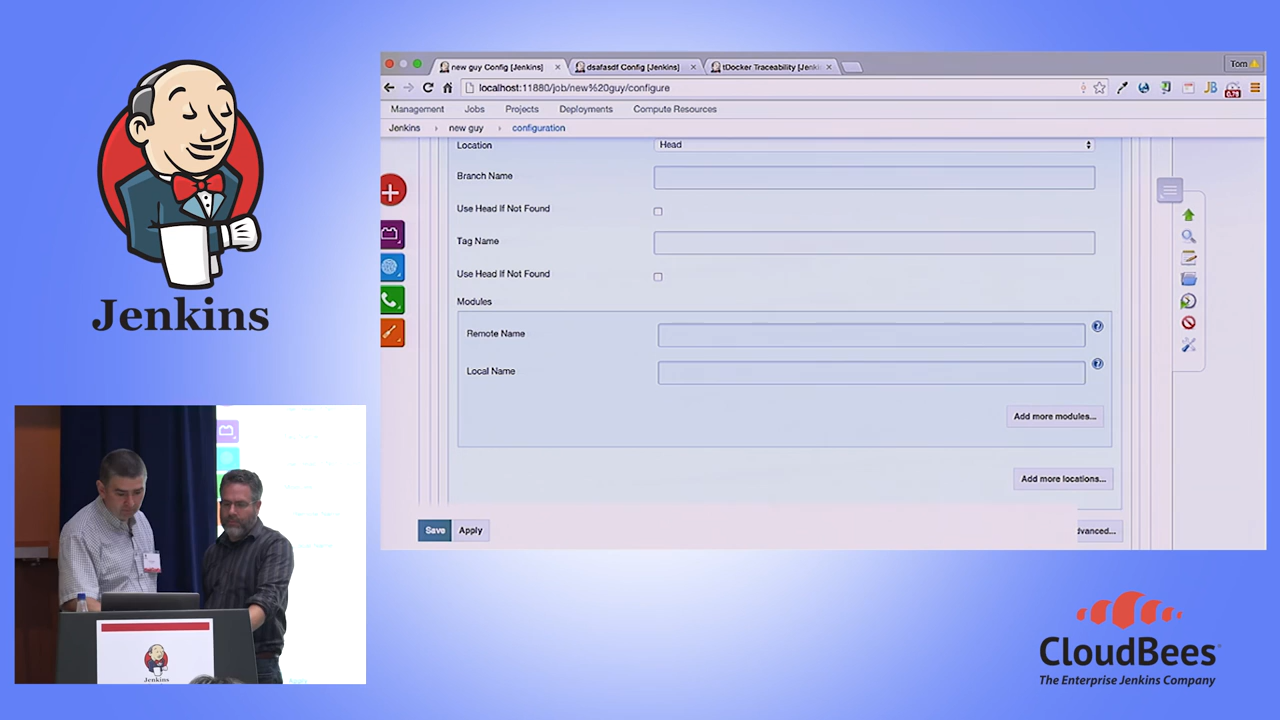 Jenkins
new guy Config [Jenkins]
dsafasdf Config [Jenkins]
tDocker Traceability [Jenki
Tom
localhost:11880/job/new%20guy/configure
JB
Management Jobs Projects Deployments Compute Resources
Jenkins new guy configuration
Location Head
Branch Name
Use Head If Not Found
Tag Name
Use Head If Not Found
Modules
Remote Name
Local Name
Add more modules...
Add more locations...
Save Apply
dvanced...
Jenkins
CloudBees
The Enterprise Jenkins Company